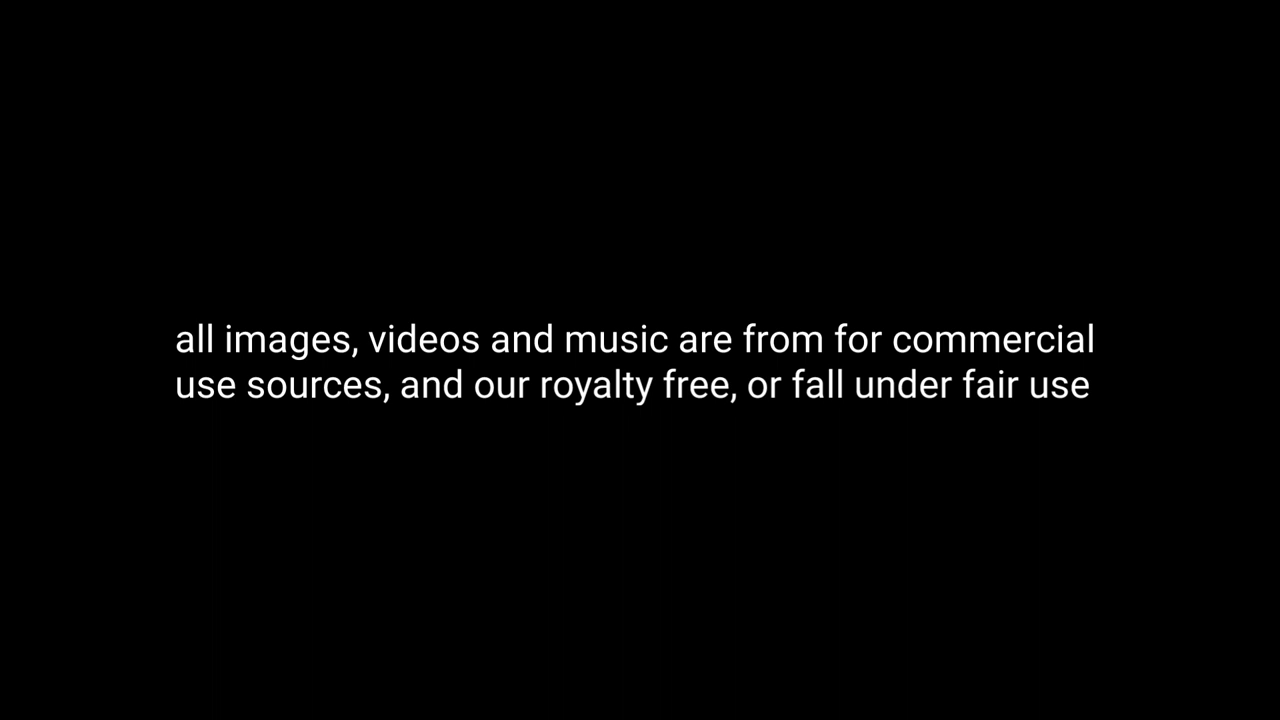 all images, videos and music are from for commercial
use sources, and our royalty free, or fall under fair use